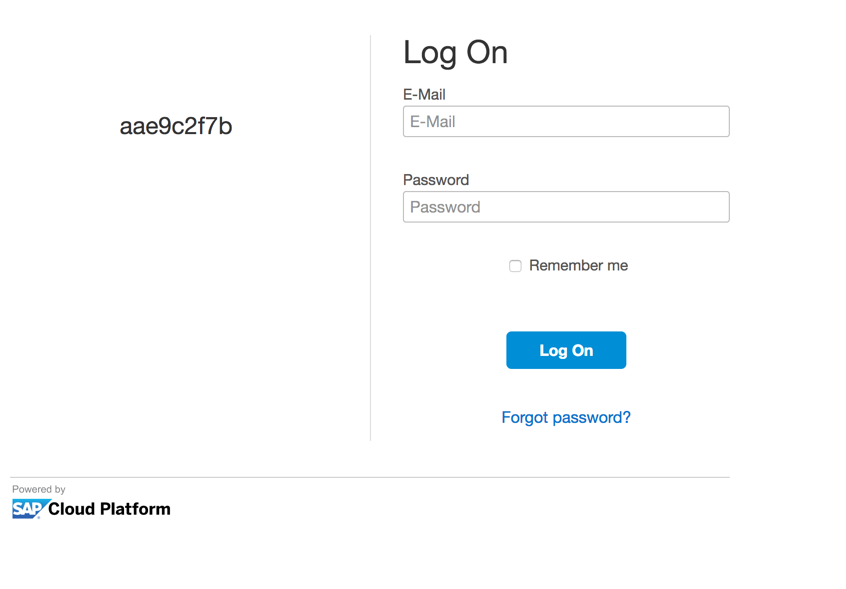 aae9c2f7b
Log On
E-Mail
E-Mail
Password
Password
Remember me
Log On
Forgot password?
Powered by
SAP Cloud Platform